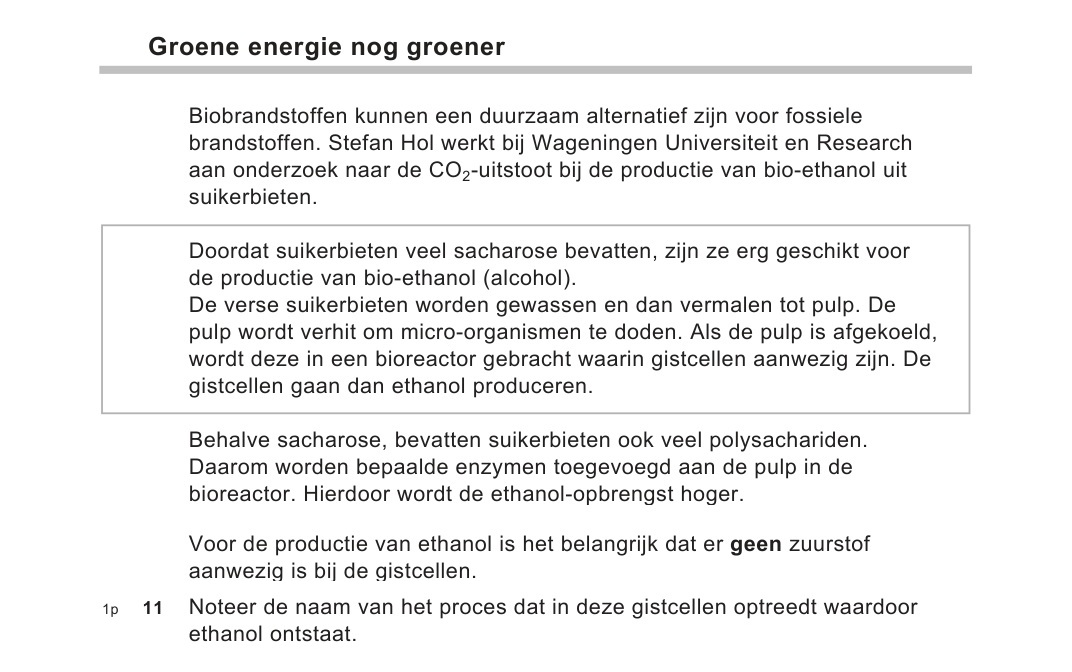 Groene energie nog groener
Biobrandstoffen kunnen een duurzaam alternatief zijn voor fossiele
brandstoffen. Stefan Hol werkt bij Wageningen Universiteit en Research
aan onderzoek naar de CO₂-uitstoot bij de productie van bio-ethanol uit
suikerbieten.
Doordat suikerbieten veel sacharose bevatten, zijn ze erg geschikt voor
de productie van bio-ethanol (alcohol).
De verse suikerbieten worden gewassen en dan vermalen tot pulp. De
pulp wordt verhit om micro-organismen te doden. Als de pulp is afgekoeld,
wordt deze in een bioreactor gebracht waarin gistcellen aanwezig zijn. De
gistcellen gaan dan ethanol produceren.
Behalve sacharose, bevatten suikerbieten ook veel polysachariden.
Daarom worden bepaalde enzymen toegevoegd aan de pulp in de
bioreactor. Hierdoor wordt de ethanol-opbrengst hoger.
Voor de productie van ethanol is het belangrijk dat er geen zuurstof
aanwezig is bij de gistcellen.
1p 11 Noteer de naam van het proces dat in deze gistcellen optreedt waardoor
ethanol ontstaat.